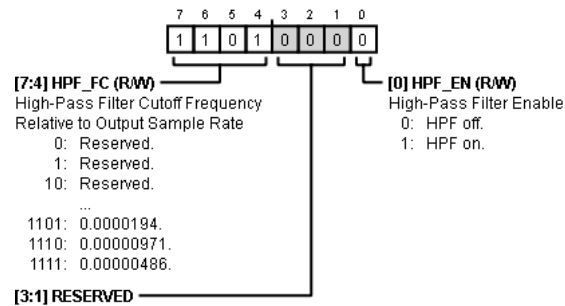 7 6 5 4 3 2 1 0
1 1 0 1 0 0 0 0
[7:4] HPF_FC (R/W)
High-Pass Filter Cutoff Frequency
Relative to Output Sample Rate
0: Reserved.
1: Reserved.
10: Reserved.
...
1101: 0.0000194.
1110: 0.00000971.
1111: 0.00000486.
[3:1] RESERVED
[0] HPF_EN (R/W)
High-Pass Filter Enable
0: HPF off.
1: HPF on.